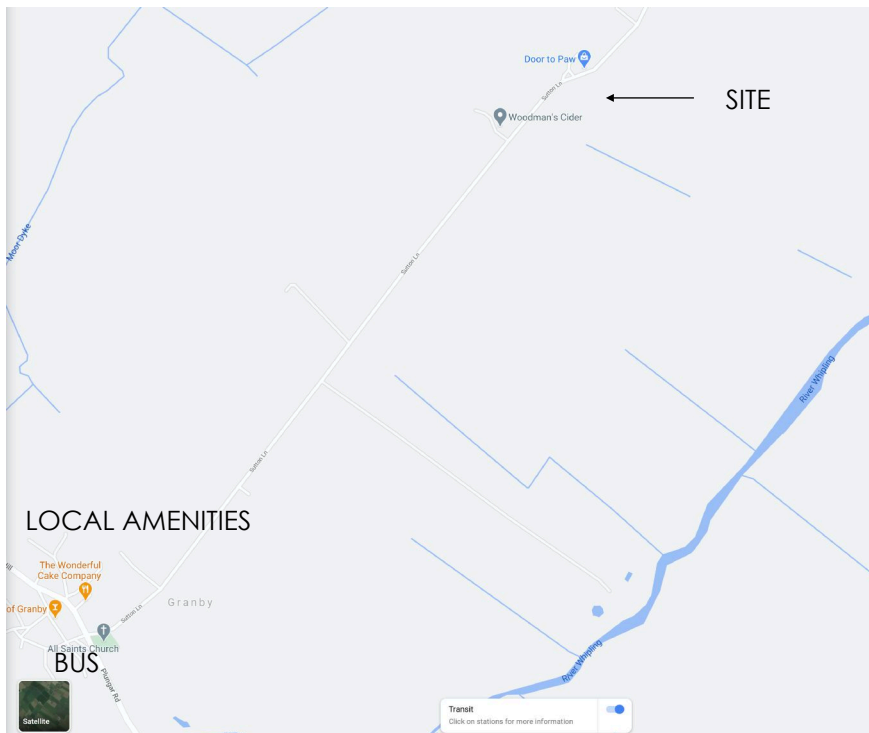 Door to Paw
SITE
Sutton Ln
Woodman's Cider
Moor Dyke
Sutton Ln
River Whipling
Sutton Ln
LOCAL AMENITIES
The Wonderful
Cake Company
of Granby
Granby
Sutton Ln
All Saints Church
BUS
Plungar Rd
River Whipling
Satellite
Transit
Click on stations for more information